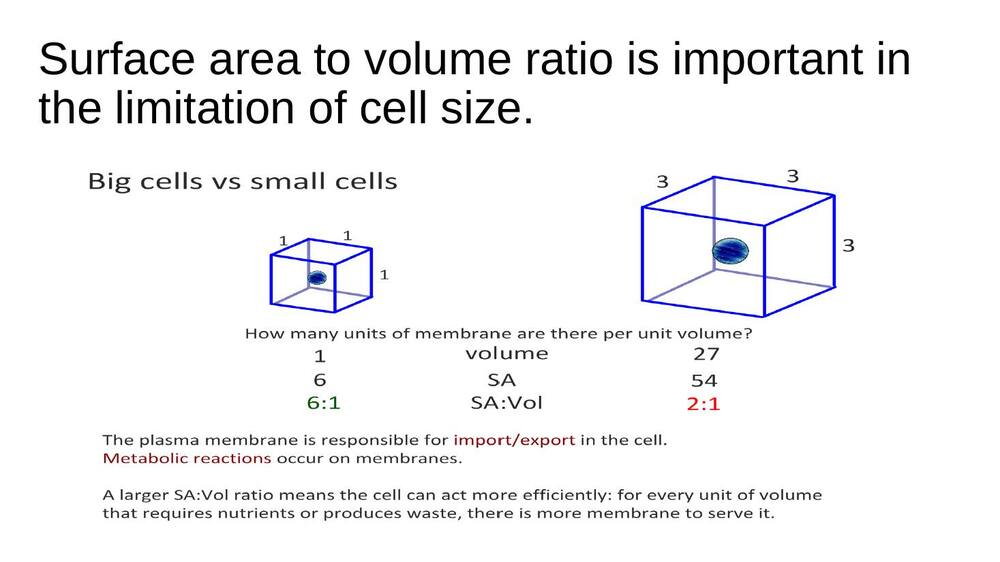 Surface area to volume ratio is important in
the limitation of cell size.
Big cells vs small cells
1 1 1
3 3 3
How many units of membrane are there per unit volume?
1 volume 27
6 SA 54
6:1 SA:Vol 2:1
The plasma membrane is responsible for import/export in the cell.
Metabolic reactions occur on membranes.
A larger SA:Vol ratio means the cell can act more efficiently: for every unit of volume
that requires nutrients or produces waste, there is more membrane to serve it.